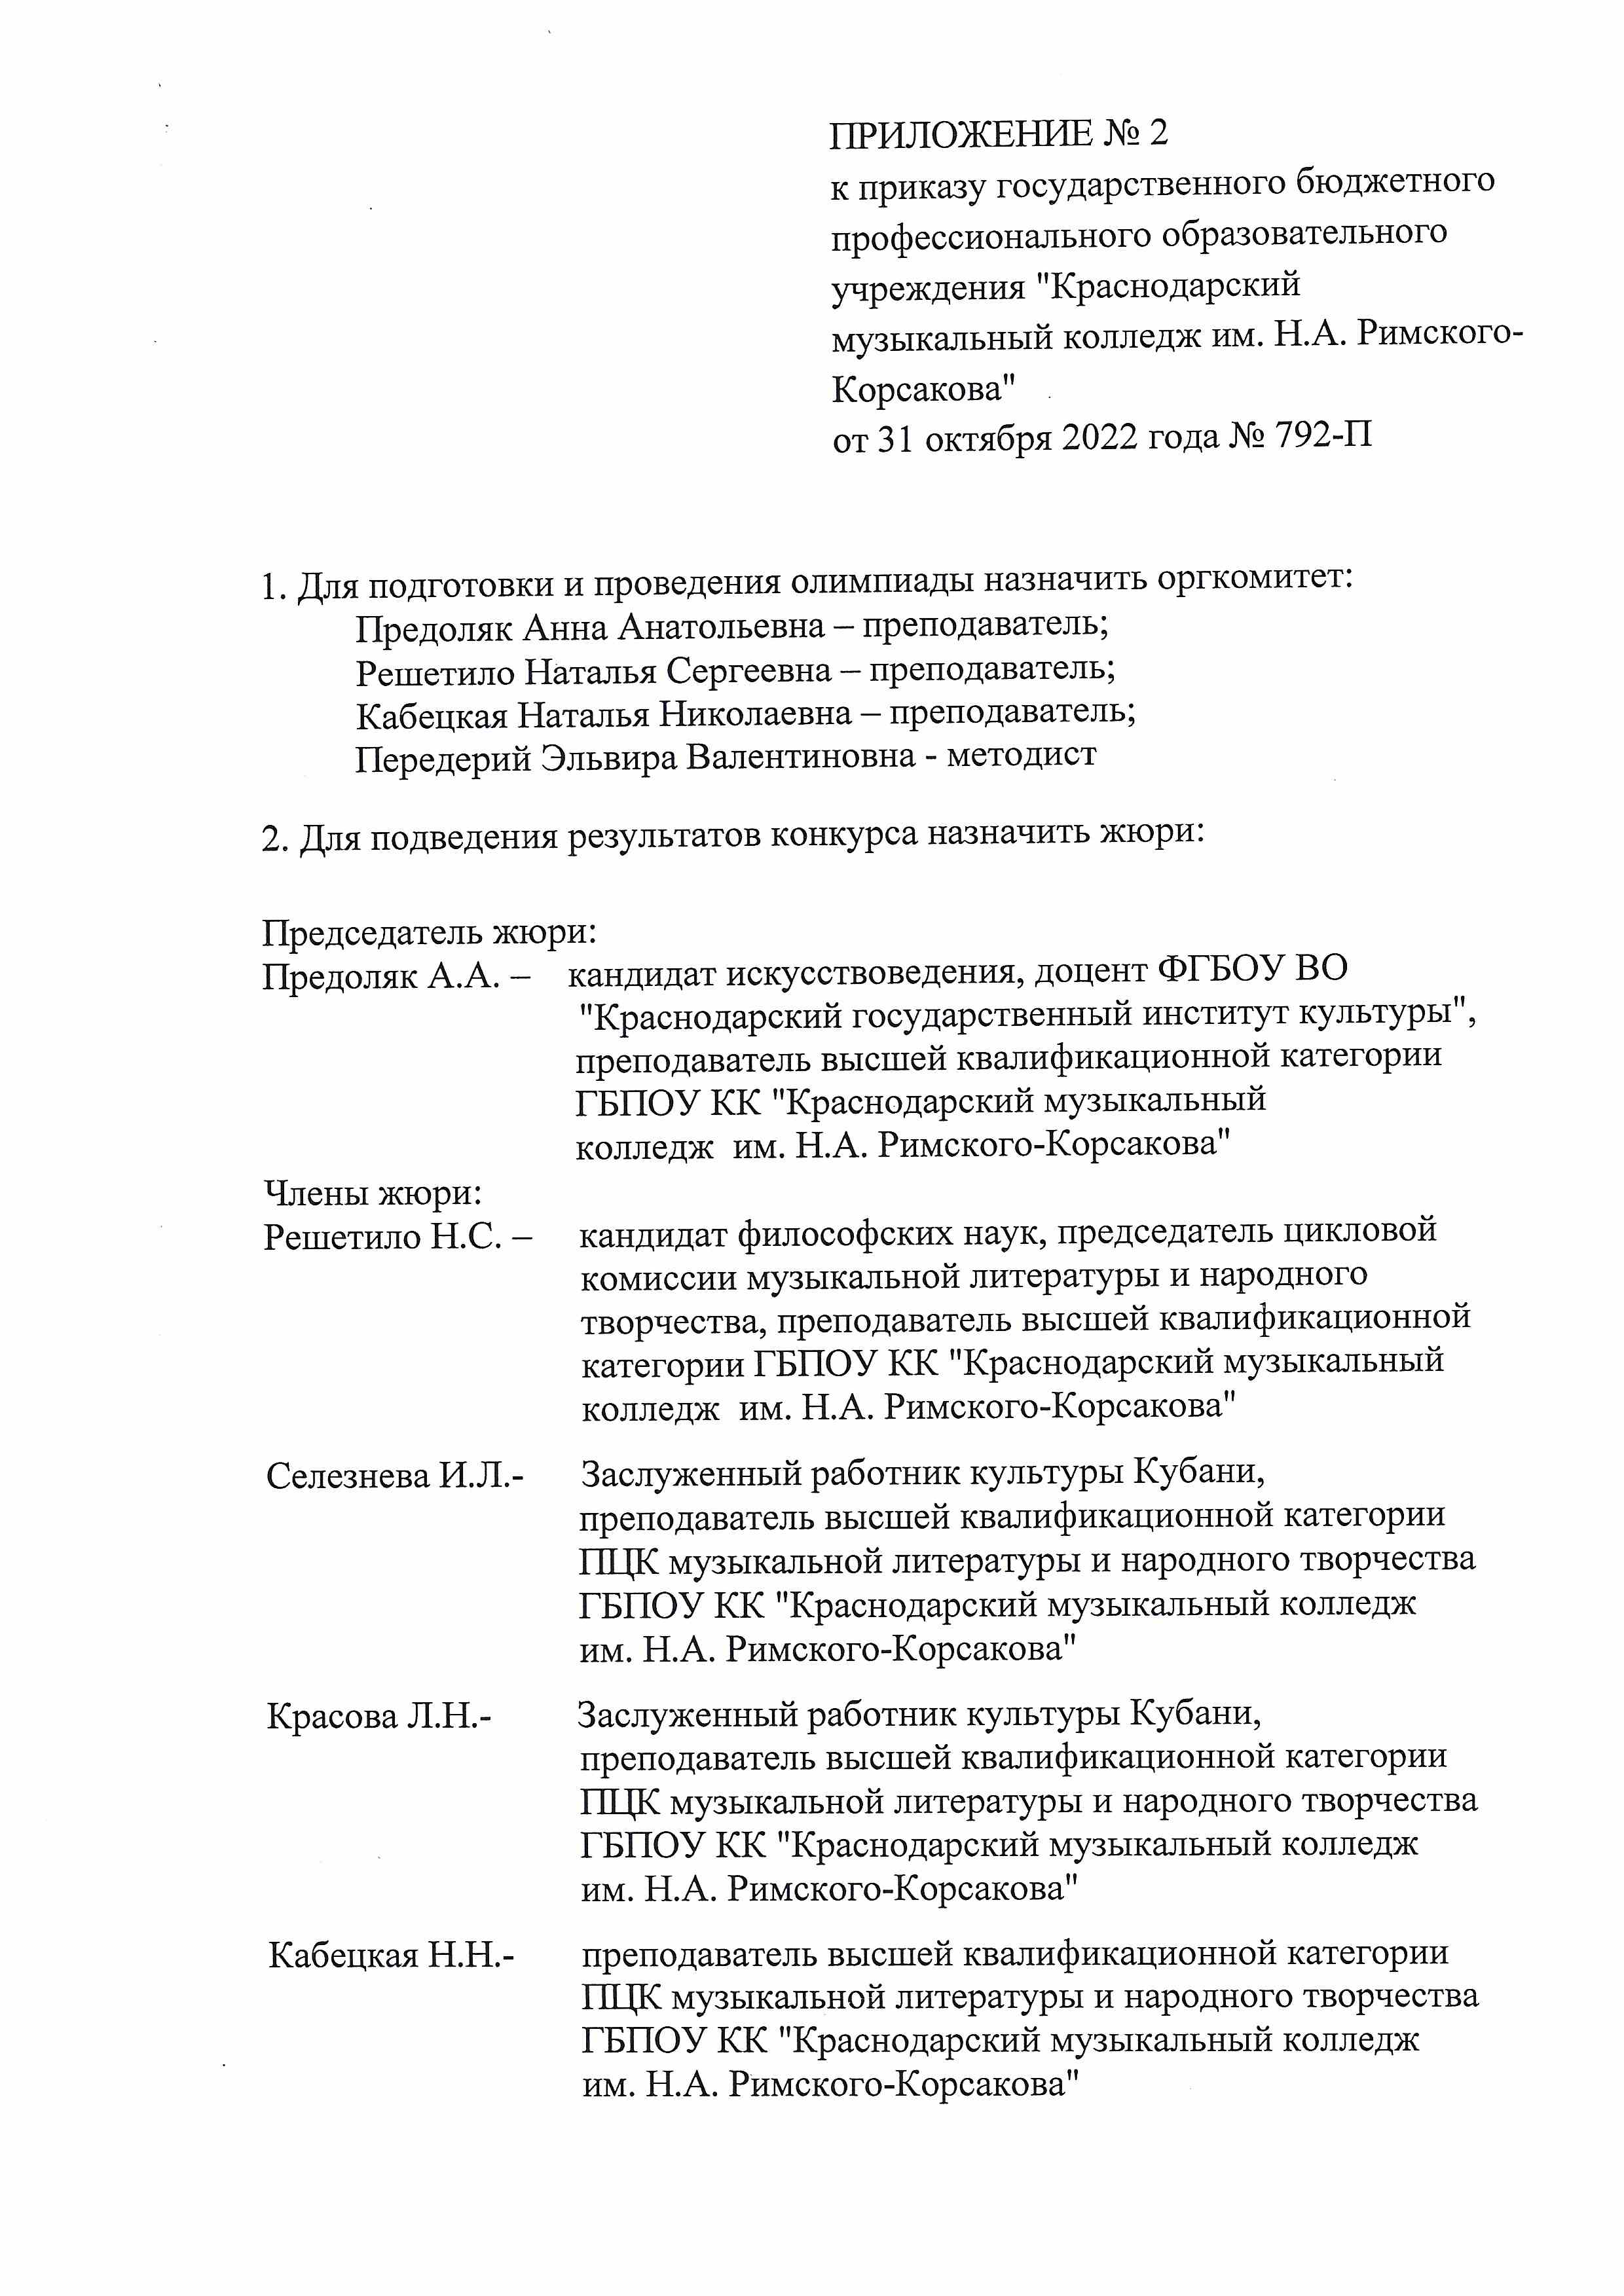 ПРИЛОЖЕНИЕ № 2
к приказу государственного бюджетного
профессионального образовательного
учреждения "Краснодарский
музыкальный колледж им. Н.А. Римского-
Корсакова"
от 31 октября 2022 года № 792-П
1. Для подготовки и проведения олимпиады назначить оргкомитет:
Предоляк Анна Анатольевна – преподаватель;
Решетило Наталья Сергеевна – преподаватель;
Кабецкая Наталья Николаевна – преподаватель;
Передерий Эльвира Валентиновна - методист
2. Для подведения результатов конкурса назначить жюри:
Председатель жюри:
Предоляк А.А. – кандидат искусствоведения, доцент ФГБОУ ВО
"Краснодарский государственный институт культуры",
преподаватель высшей квалификационной категории
ГБПОУ КК "Краснодарский музыкальный
колледж им. Н.А. Римского-Корсакова"
Члены жюри:
Решетило Н.С. – кандидат философских наук, председатель цикловой
комиссии музыкальной литературы и народного
творчества, преподаватель высшей квалификационной
категории ГБПОУ КК "Краснодарский музыкальный
колледж им. Н.А. Римского-Корсакова"
Селезнева И.Л.- Заслуженный работник культуры Кубани,
преподаватель высшей квалификационной категории
ПЦК музыкальной литературы и народного творчества
ГБПОУ КК "Краснодарский музыкальный колледж
им. Н.А. Римского-Корсакова"
Красова Л.Н.- Заслуженный работник культуры Кубани,
преподаватель высшей квалификационной категории
ПЦК музыкальной литературы и народного творчества
ГБПОУ КК "Краснодарский музыкальный колледж
им. Н.А. Римского-Корсакова"
Кабецкая Н.Н.- преподаватель высшей квалификационной категории
ПЦК музыкальной литературы и народного творчества
ГБПОУ КК "Краснодарский музыкальный колледж
им. Н.А. Римского-Корсакова"